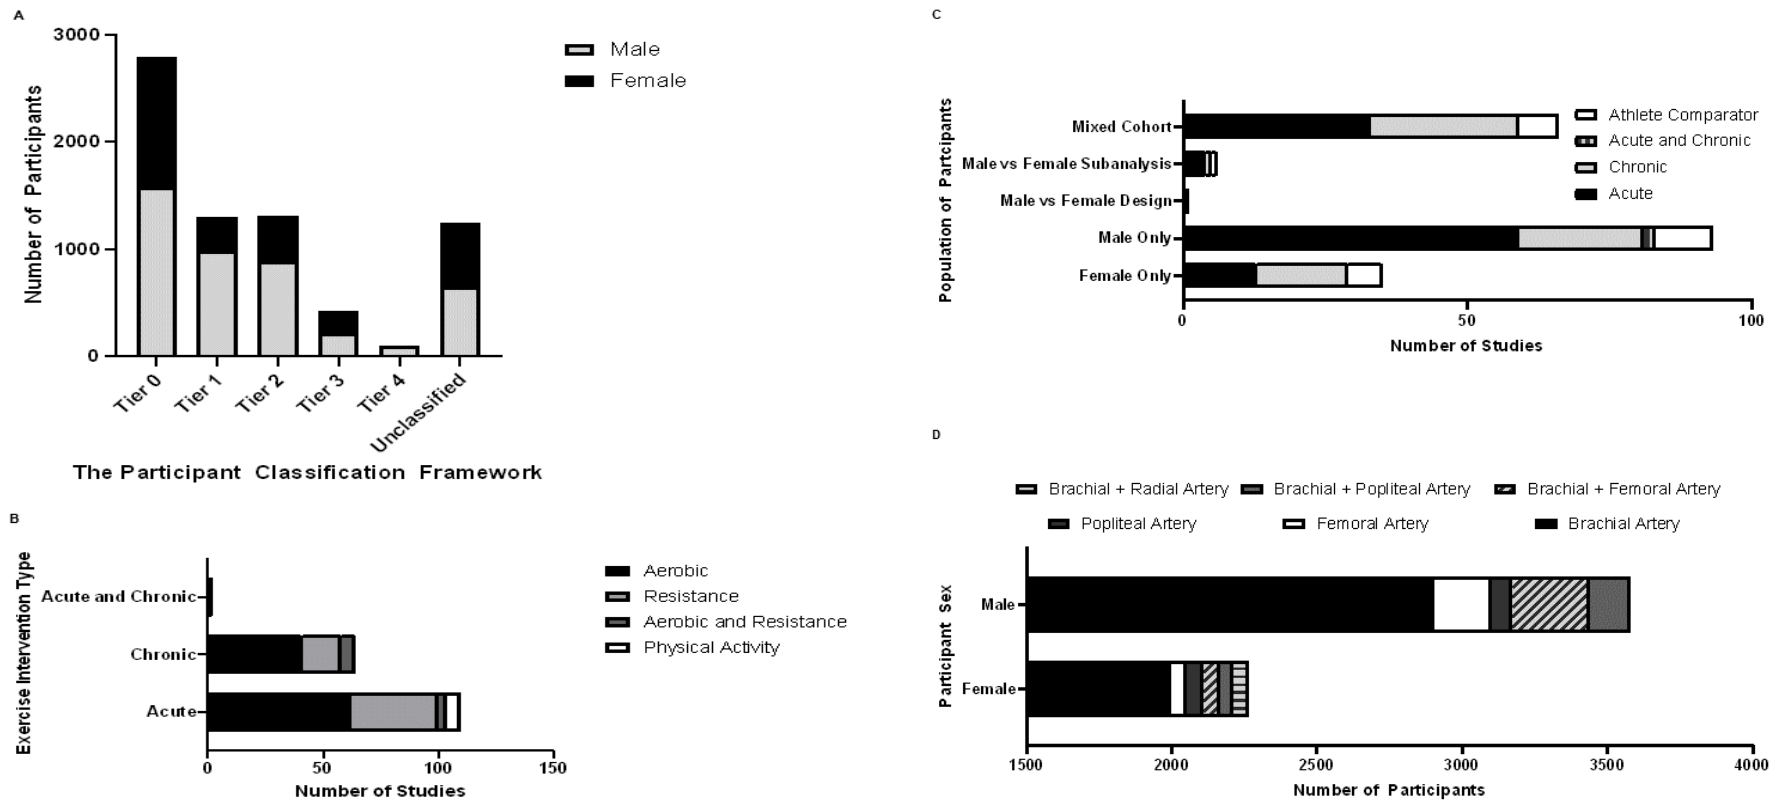 A
3000
2000
1000
0
Number of Participants
Male
Female
Tier 0
Tier 1
Tier 2
Tier 3
Tier 4
Unclassified
The Participant Classification Framework
B
Exercise Intervention Type
Acute and Chronic
Chronic
Acute
0 50 100 150
Number of Studies
Aerobic
Resistance
Aerobic and Resistance
Physical Activity
C
Population of Partcipants
Mixed Cohort
Male vs Female Subanalysis
Male vs Female Design
Male Only
Female Only
0 50 100
Number of Studies
Athlete Comparator
Acute and Chronic
Chronic
Acute
D
Brachial + Radial Artery Brachial + Popliteal Artery Brachial + Femoral Artery
Popliteal Artery Femoral Artery Brachial Artery
Participant Sex
Male
Female
1500 2000 2500 3000 3500 4000
Number of Participants